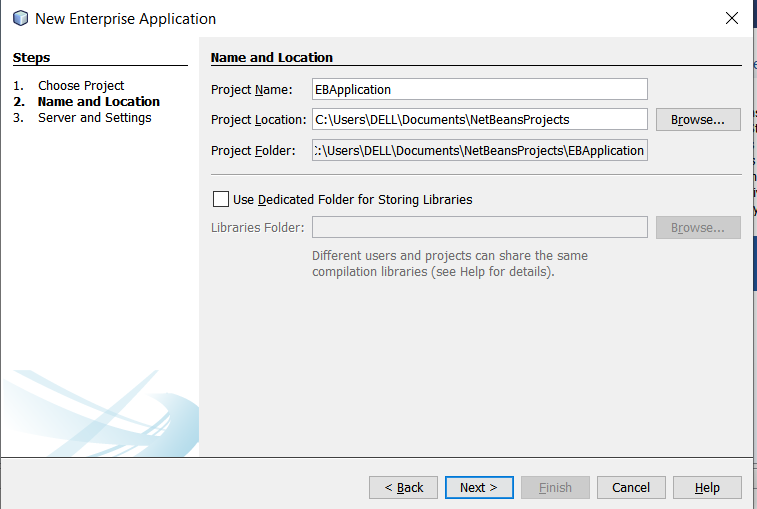 New Enterprise Application
Steps
1. Choose Project
2. Name and Location
3. Server and Settings
Name and Location
Project Name: EBApplication
Project Location: C:\Users\DELL\Documents\NetBeansProjects Browse...
Project Folder: C:\Users\DELL\Documents\NetBeansProjects\EBApplication
Use Dedicated Folder for Storing Libraries
Libraries Folder: Browse...
Different users and projects can share the same
compilation libraries (see Help for details).
< Back Next > Finish Cancel Help